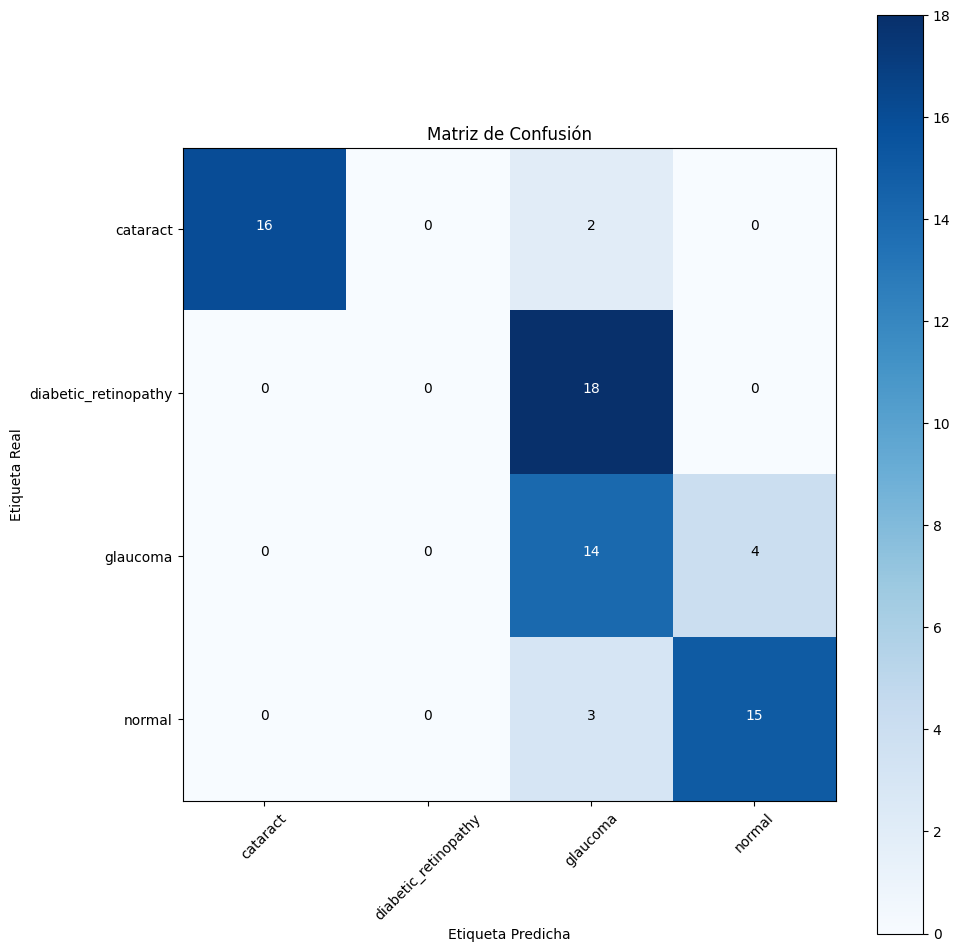 Matriz de Confusión
Etiqueta Real
cataract
16
0
2
0
diabetic_retinopathy
0
0
18
0
glaucoma
0
0
14
4
normal
0
0
3
15
cataract
diabetic_retinopathy
glaucoma
normal
Etiqueta Predicha
18
16
14
12
10
8
6
4
2
0